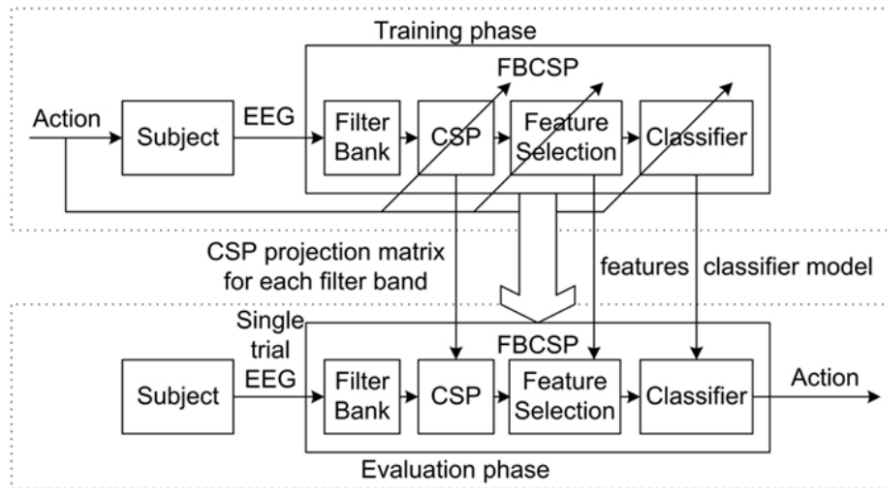 Training phase
FBCSP
Action
Subject
EEG
Filter
Bank
CSP
Feature
Selection
Classifier
CSP projection matrix
for each filter band
features
classifier model
Single
trial
EEG
FBCSP
Subject
Filter
Bank
CSP
Feature
Selection
Classifier
Action
Evaluation phase